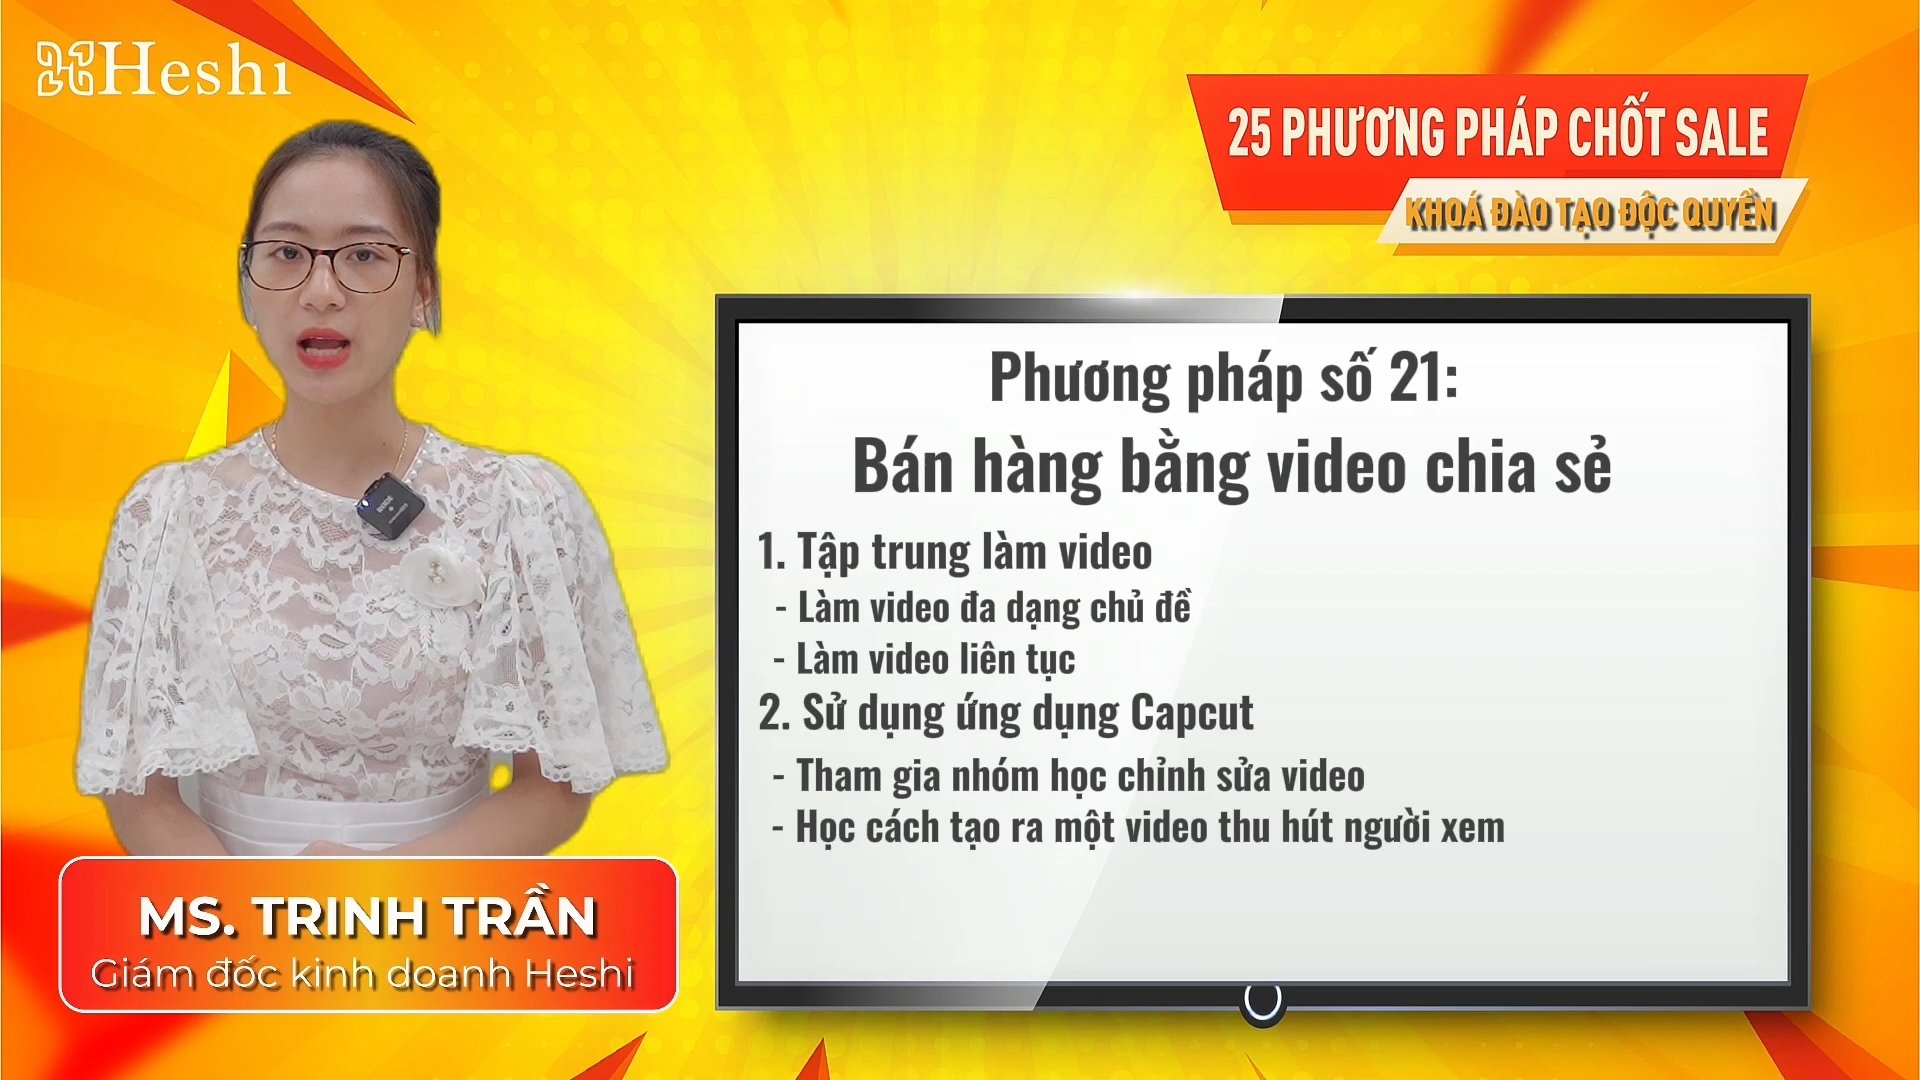 Heshi
25 PHƯƠNG PHÁP CHỐT SALE
KHOÁ ĐÀO TẠO ĐỘC QUYỀN
Phương pháp số 21:
Bán hàng bằng video chia sẻ
1. Tập trung làm video
- Làm video đa dạng chủ đề
- Làm video liên tục
2. Sử dụng ứng dụng Capcut
- Tham gia nhóm học chỉnh sửa video
- Học cách tạo ra một video thu hút người xem
MS. TRINH TRẦN
Giám đốc kinh doanh Heshi